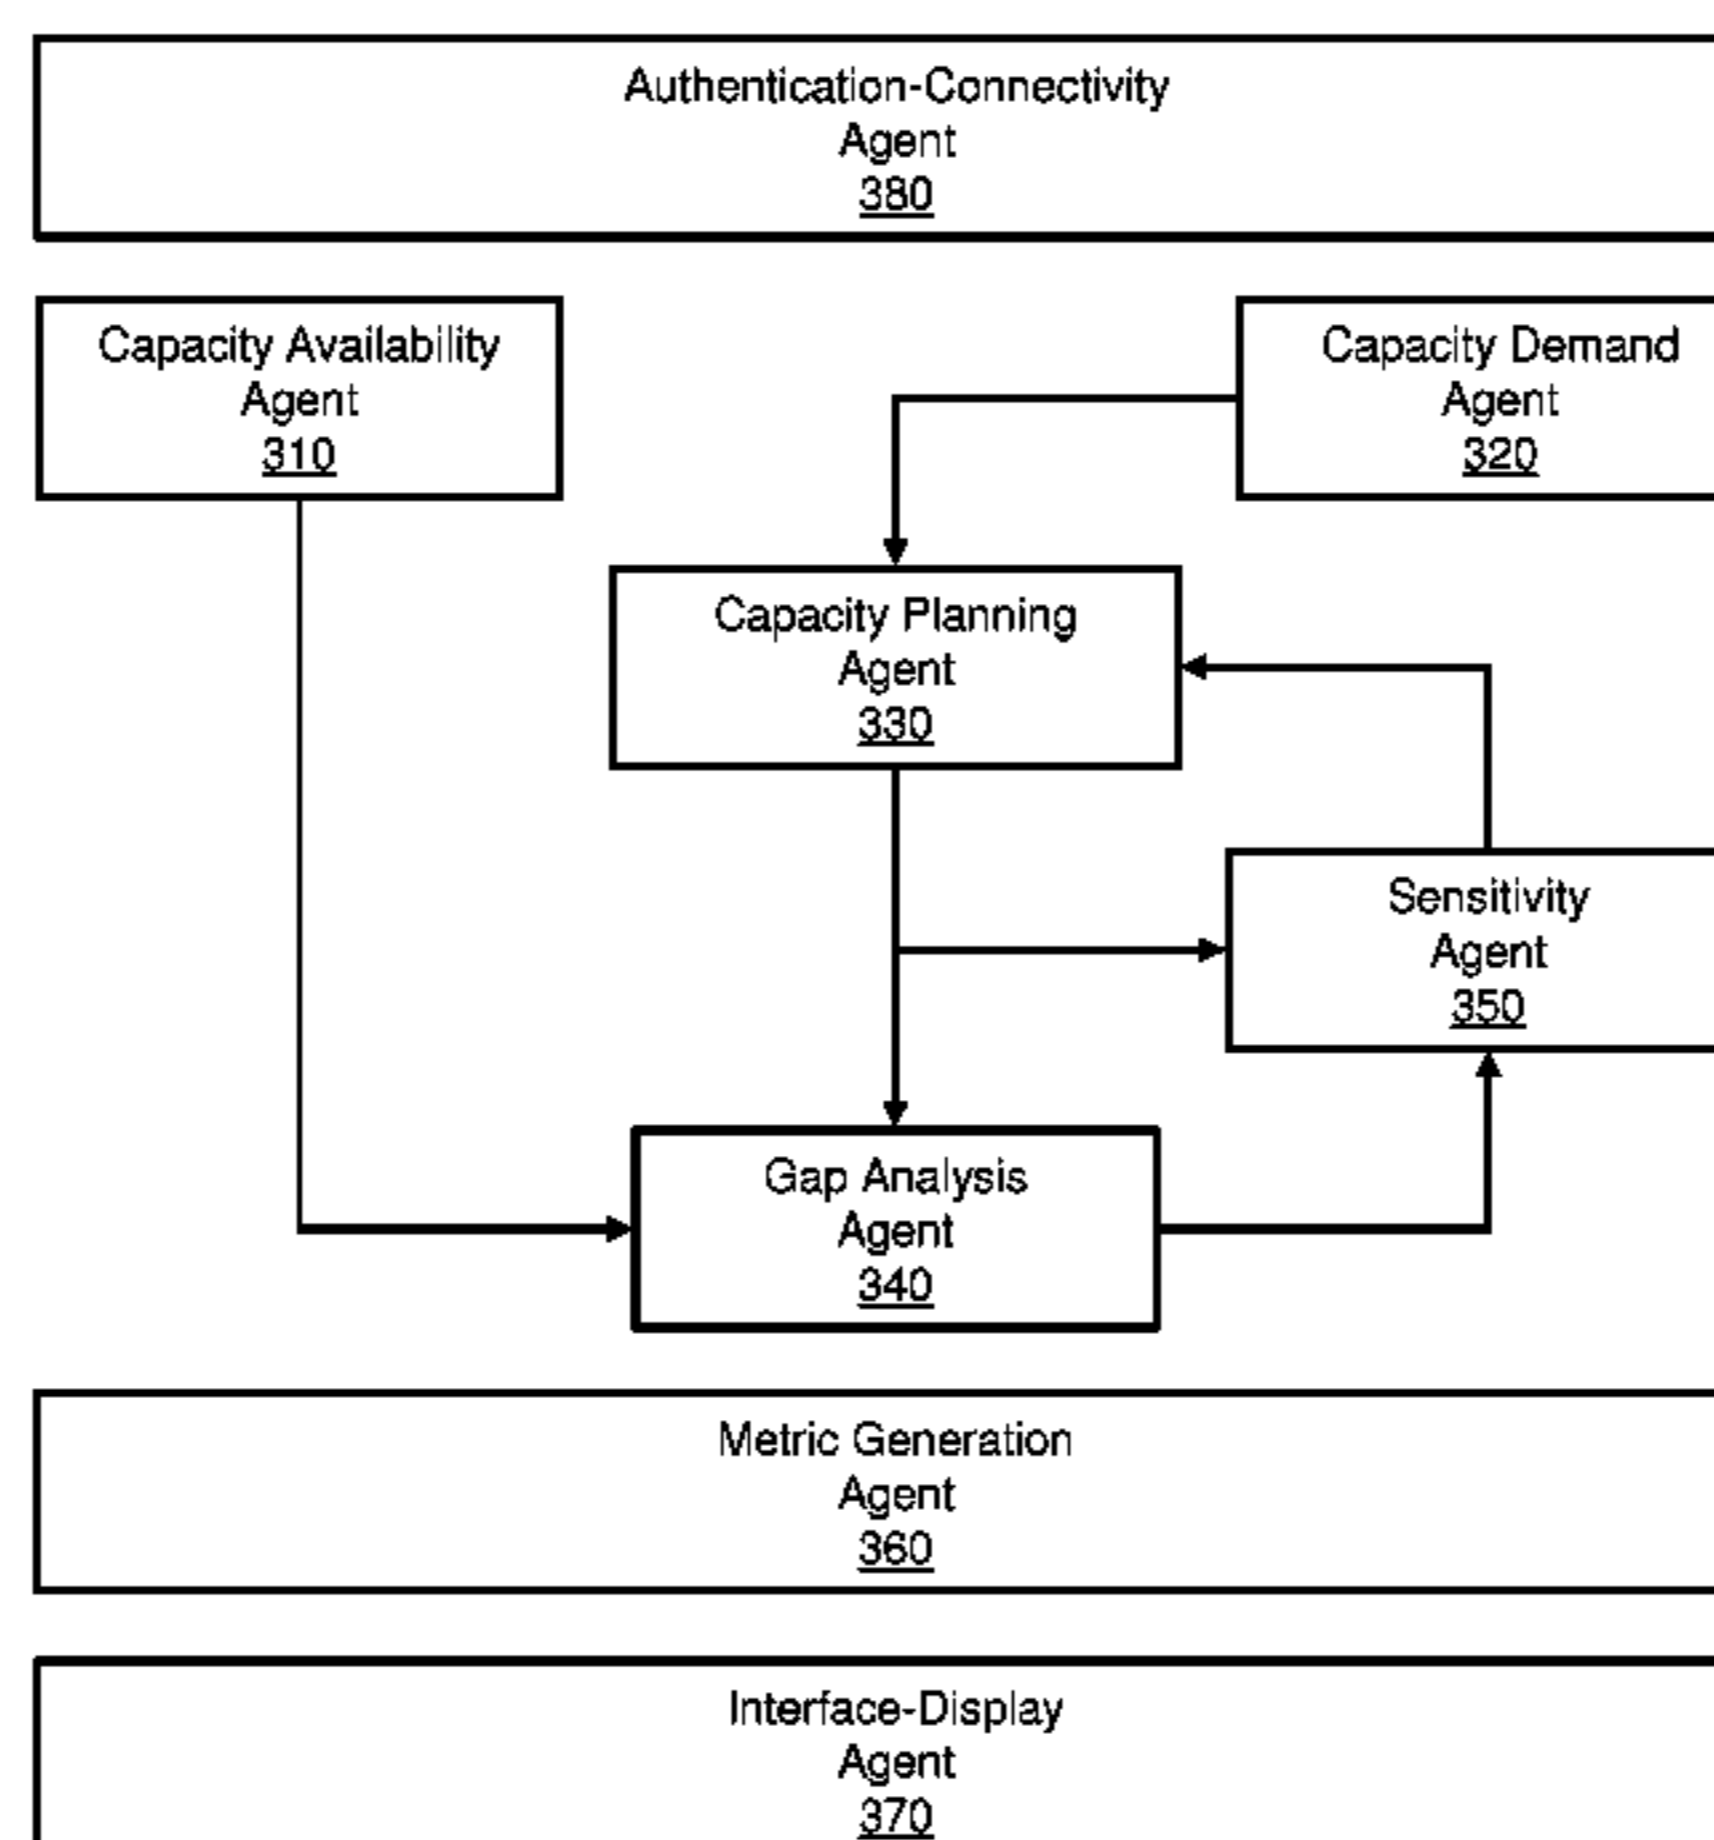 Authentication-Connectivity
Agent
380
Capacity Availability
Agent
310
Capacity Demand
Agent
320
Capacity Planning
Agent
330
Sensitivity
Agent
350
Gap Analysis
Agent
340
Metric Generation
Agent
360
Interface-Display
Agent
370